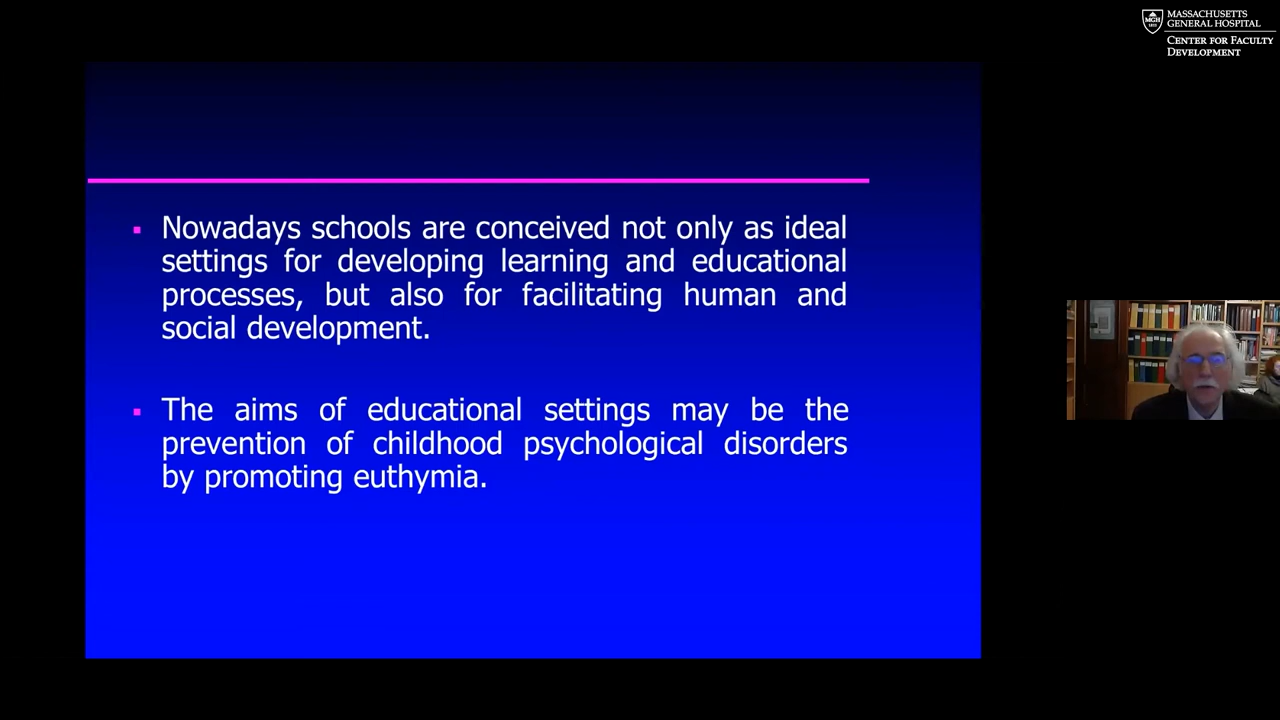 MASSACHUSETTS
GENERAL HOSPITAL
MGH
1811
CENTER FOR FACULTY
DEVELOPMENT
Nowadays schools are conceived not only as ideal
settings for developing learning and educational
processes, but also for facilitating human and
social development.
The aims of educational settings may be the
prevention of childhood psychological disorders
by promoting euthymia.